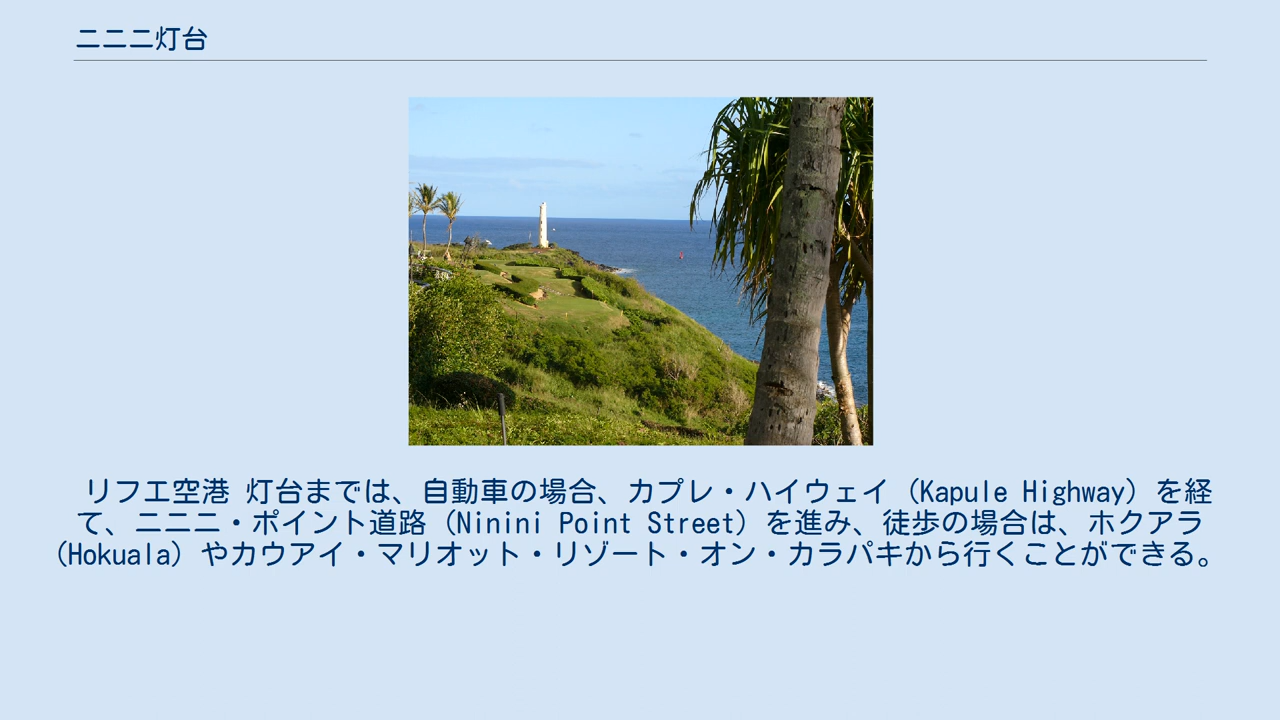 ニニニ灯台
リフエ空港 灯台までは、自動車の場合、カプレ・ハイウェイ（Kapule Highway）を経
て、ニニニ・ポイント道路（Ninini Point Street）を進み、徒歩の場合は、ホクアラ
（Hokuala）やカウアイ・マリオット・リゾート・オン・カラパキから行くことができる。